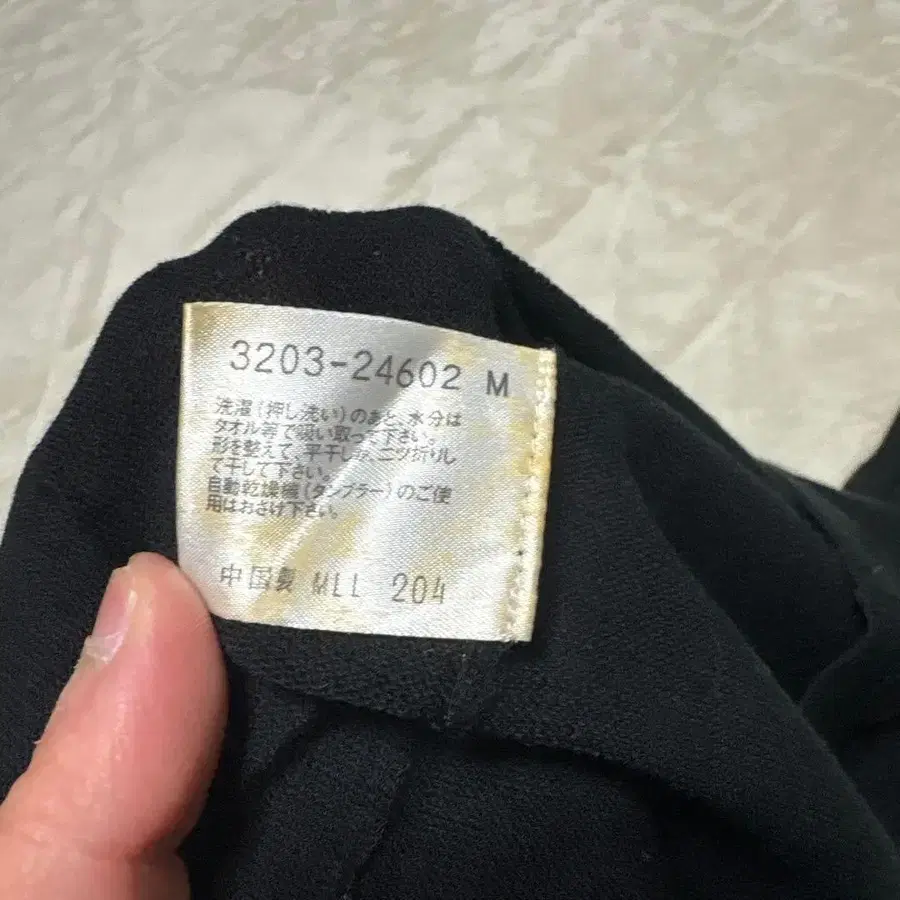 3203-24602 M
洗濯(押し洗い)のあと、水分は
タオル等で吸い取って下さい。
形を整えて、平干し、二ツ折りし
て干して下さい。
自動乾燥機(タンブラー)のご使
用はおさけ下さい。
中国製 MLL 204